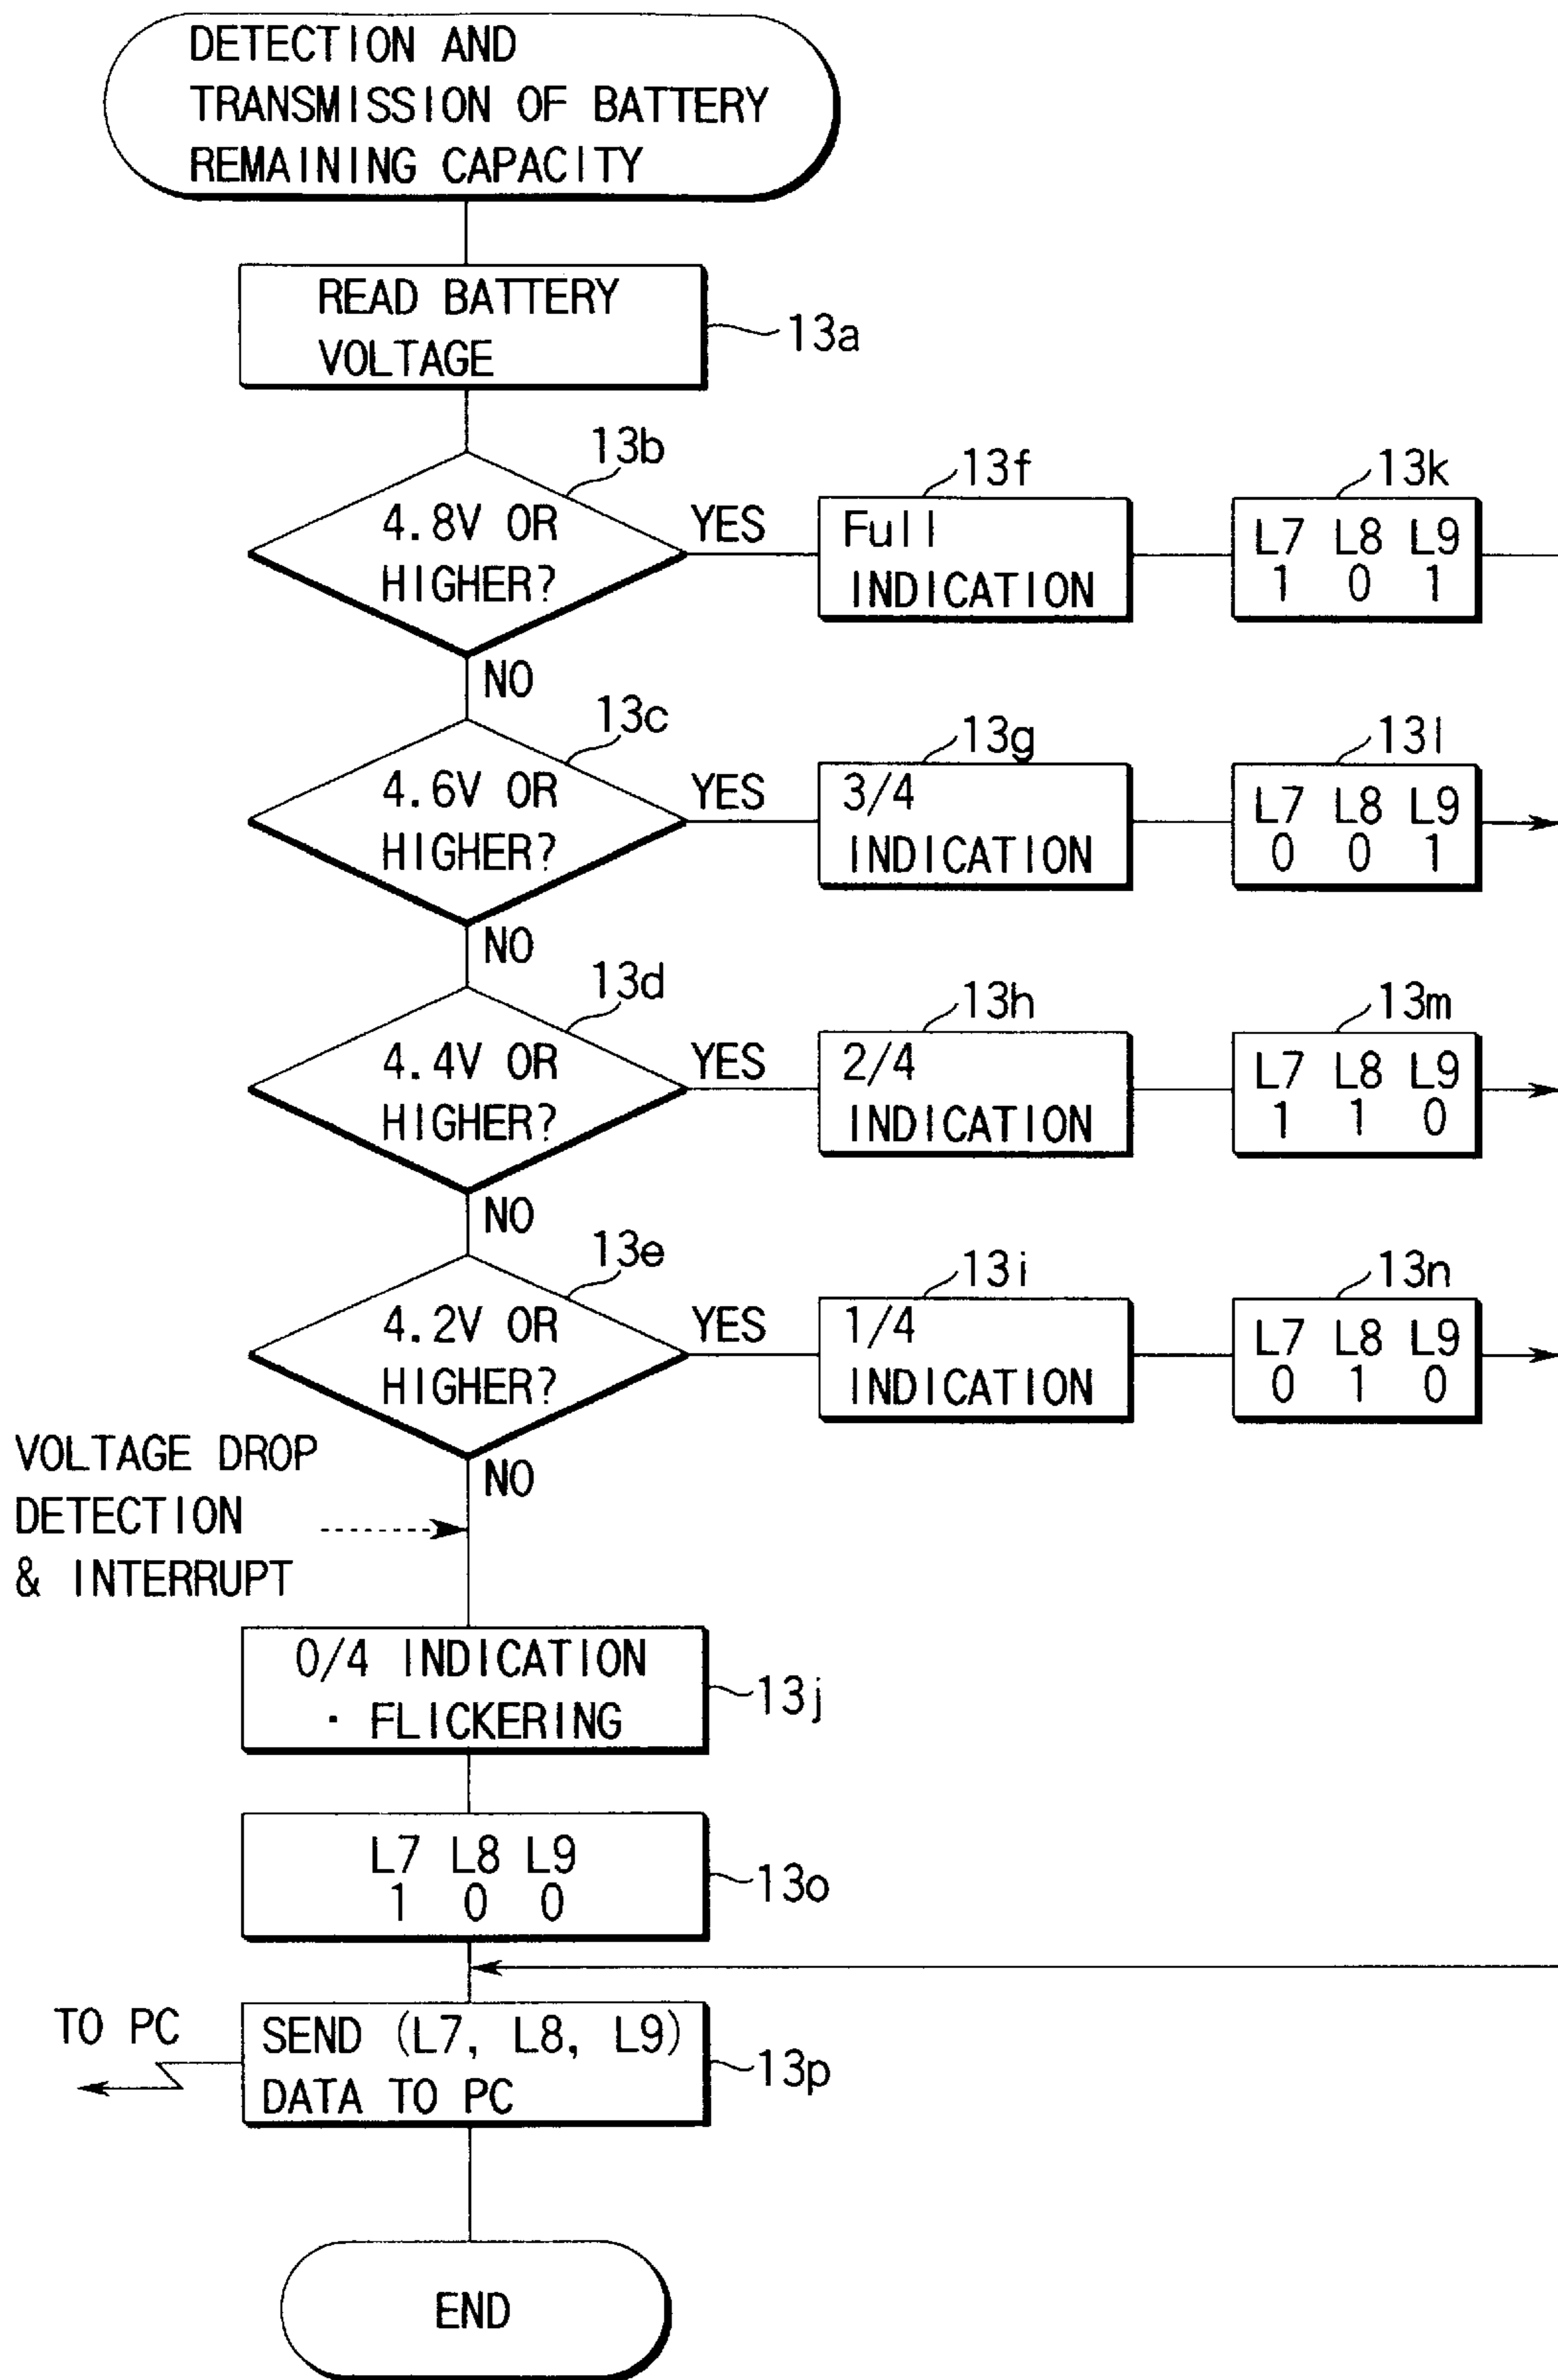 DETECTION AND
TRANSMISSION OF BATTERY
REMAINING CAPACITY
READ BATTERY
VOLTAGE
13a
13b
4.8V OR
HIGHER?
YES
NO
13f
Full
INDICATION
13k
L7 L8 L9
1 0 1
13c
4.6V OR
HIGHER?
YES
NO
13g
3/4
INDICATION
13l
L7 L8 L9
0 0 1
13d
4.4V OR
HIGHER?
YES
NO
13h
2/4
INDICATION
13m
L7 L8 L9
1 1 0
13e
4.2V OR
HIGHER?
YES
NO
13i
1/4
INDICATION
13n
L7 L8 L9
0 1 0
VOLTAGE DROP
DETECTION
& INTERRUPT
0/4 INDICATION
· FLICKERING
13j
L7 L8 L9
1 0 0
13o
TO PC
SEND (L7, L8, L9)
DATA TO PC
13p
END